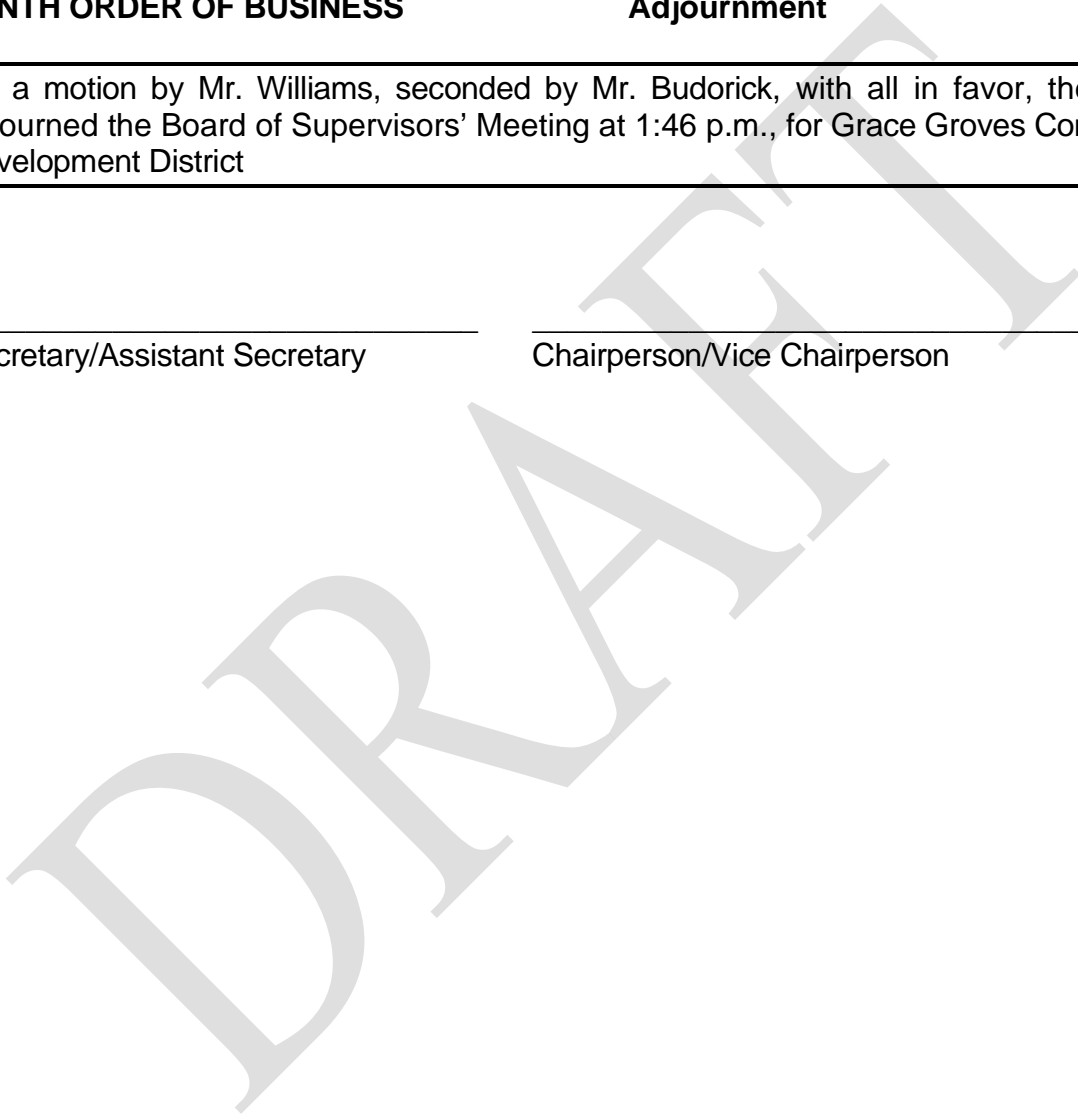 NTH ORDER OF BUSINESS Adjournment
a motion by Mr. Williams, seconded by Mr. Budorick, with all in favor, the
ourned the Board of Supervisors’ Meeting at 1:46 p.m., for Grace Groves Cor
velopment District
cretary/Assistant Secretary Chairperson/Vice Chairperson
DRAFT